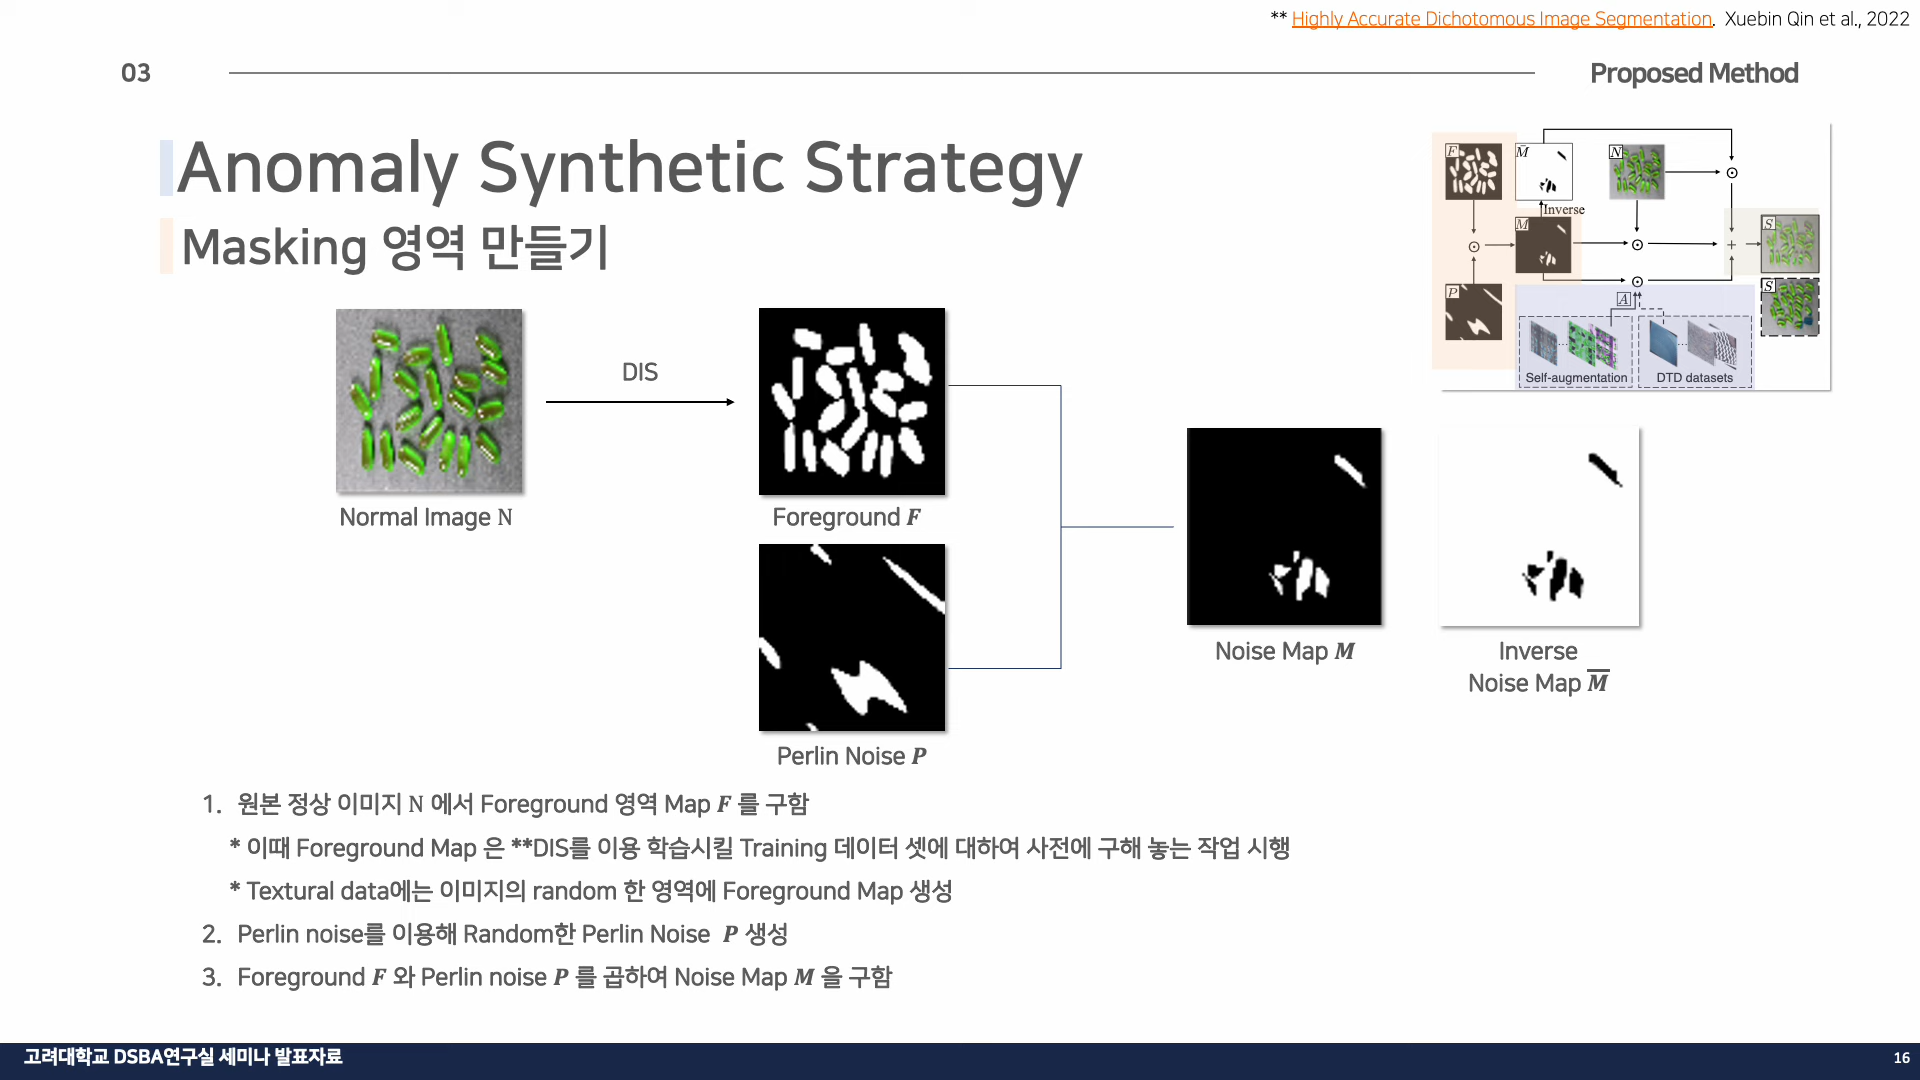 ** Highly Accurate Dichotomous Image Segmentation. Xuebin Qin et al., 2022
03
Proposed Method
Anomaly Synthetic Strategy
Masking 영역 만들기
F
M̄
N
Inverse
M
S
P
A
S
Self-augmentation
DTD datasets
DIS
Normal Image N
Foreground F
Perlin Noise P
Noise Map M
Inverse
Noise Map M̄
1. 원본 정상 이미지 N 에서 Foreground 영역 Map F 를 구함
* 이때 Foreground Map 은 **DIS를 이용 학습시킬 Training 데이터 셋에 대하여 사전에 구해 놓는 작업 시행
* Textural data에는 이미지의 random 한 영역에 Foreground Map 생성
2. Perlin noise를 이용해 Random한 Perlin Noise P 생성
3. Foreground F 와 Perlin noise P 를 곱하여 Noise Map M 을 구함
고려대학교 DSBA연구실 세미나 발표자료
16